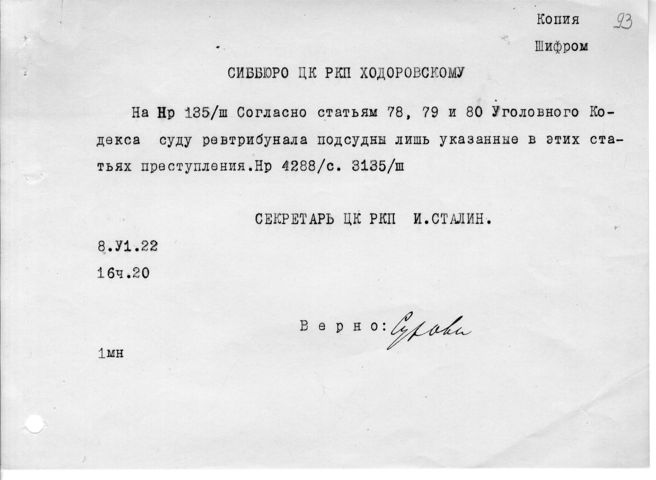 Копия 93
Шифром
СИББЮРО ЦК РКП ХОДОРОВСКОМУ
На Нр 135/ш Согласно статьям 78, 79 и 80 Уголовного Ко-
декса суду ревтрибунала подсудны лишь указанные в этих ста-
тьях преступления.Нр 4288/с. 3135/ш
СЕКРЕТАРЬ ЦК РКП И.СТАЛИН.
8.У1.22
16ч.20
Верно:
1мн